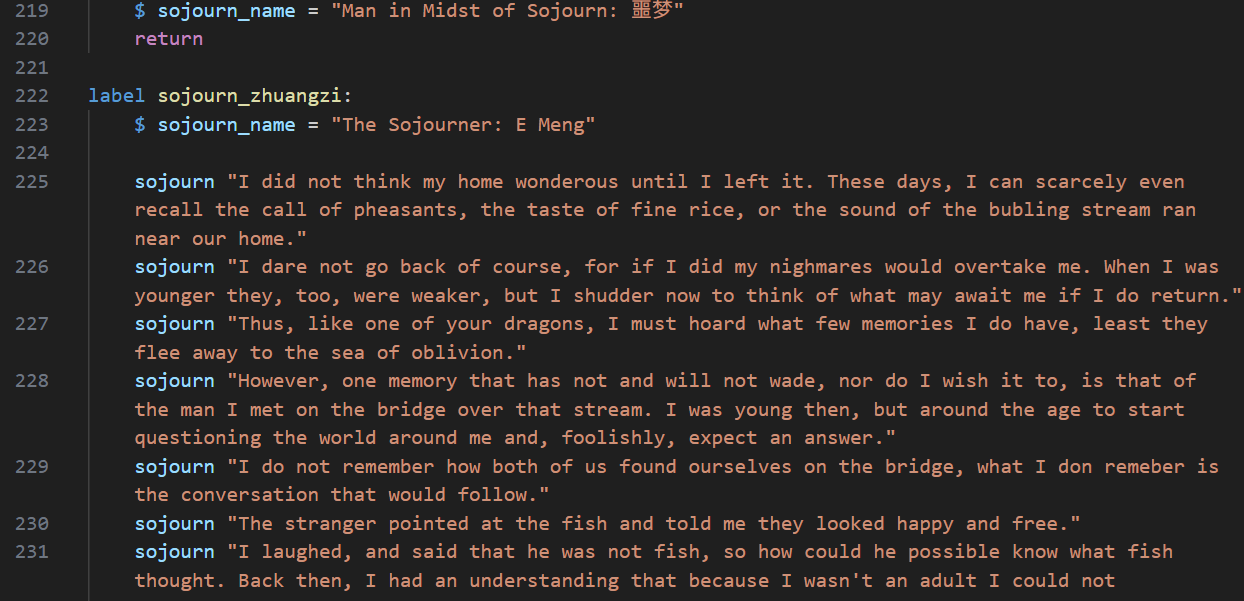 219 $ sojourn_name = "Man in Midst of Sojourn: 噩梦"
220 return
221
222 label sojourn_zhuangzi:
223 $ sojourn_name = "The Sojourner: E Meng"
224
225 sojourn "I did not think my home wonderous until I left it. These days, I can scarcely even
recall the call of pheasants, the taste of fine rice, or the sound of the bubling stream ran
near our home."
226 sojourn "I dare not go back of course, for if I did my nighmares would overtake me. When I was
younger they, too, were weaker, but I shudder now to think of what may await me if I do return."
227 sojourn "Thus, like one of your dragons, I must hoard what few memories I do have, least they
flee away to the sea of oblivion."
228 sojourn "However, one memory that has not and will not wade, nor do I wish it to, is that of
the man I met on the bridge over that stream. I was young then, but around the age to start
questioning the world around me and, foolishly, expect an answer."
229 sojourn "I do not remember how both of us found ourselves on the bridge, what I don remeber is
the conversation that would follow."
230 sojourn "The stranger pointed at the fish and told me they looked happy and free."
231 sojourn "I laughed, and said that he was not fish, so how could he possible know what fish
thought. Back then, I had an understanding that because I wasn't an adult I could not